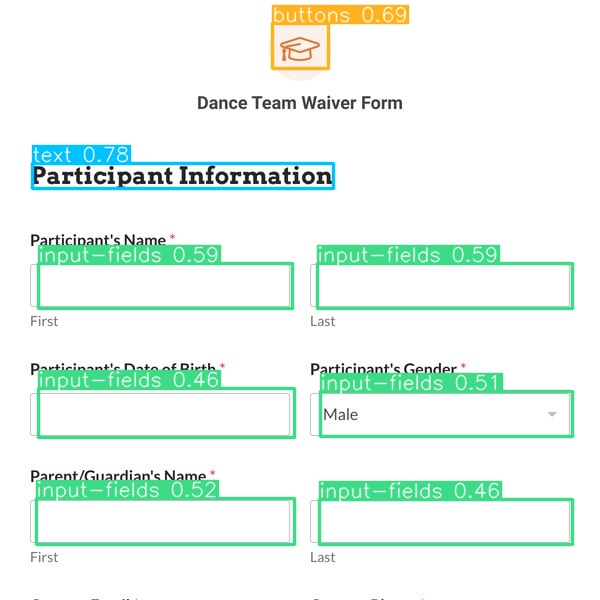 buttons 0.69
Dance Team Waiver Form
text 0.78
Participant Information
Participant's Name *
input-fields 0.59 input-fields 0.59
First Last
Participant's Date of Birth * Participant's Gender *
input-fields 0.46 input-fields 0.51
Male
Parent/Guardian's Name *
input-fields 0.52 input-fields 0.46
First Last